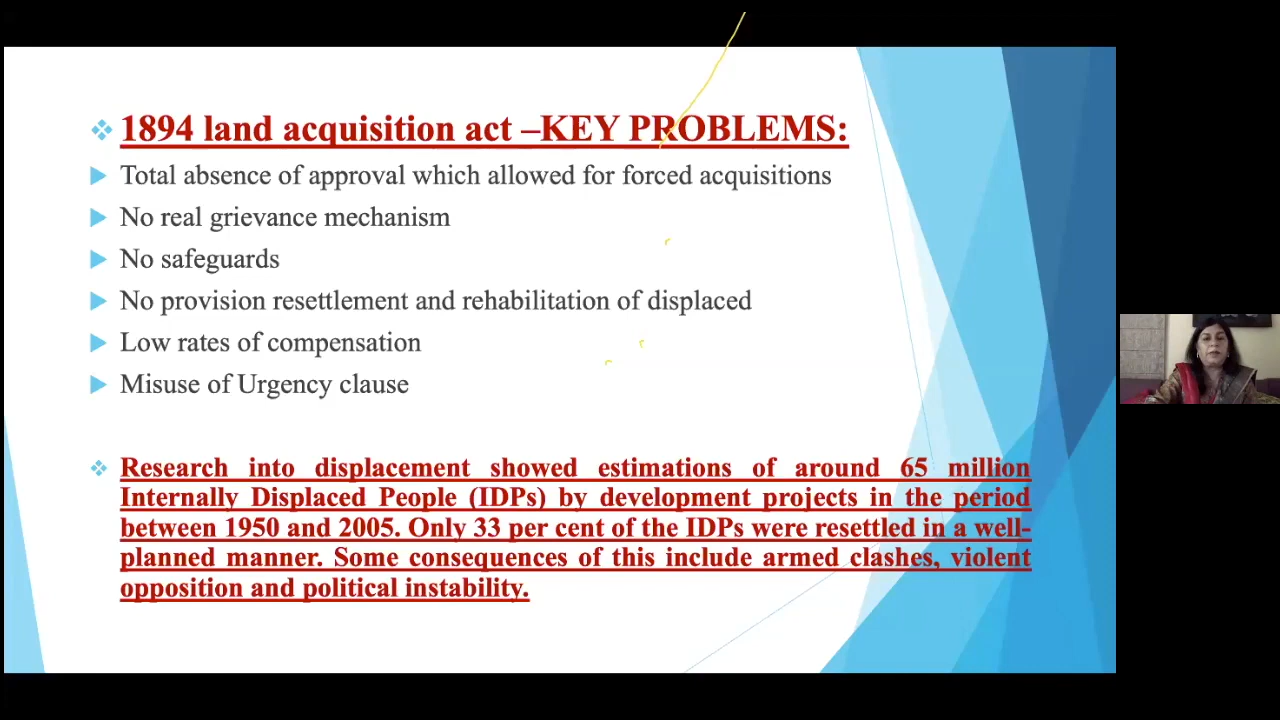 1894 land acquisition act –KEY PROBLEMS:
Total absence of approval which allowed for forced acquisitions
No real grievance mechanism
No safeguards
No provision resettlement and rehabilitation of displaced
Low rates of compensation
Misuse of Urgency clause
Research into displacement showed estimations of around 65 million
Internally Displaced People (IDPs) by development projects in the period
between 1950 and 2005. Only 33 per cent of the IDPs were resettled in a well-
planned manner. Some consequences of this include armed clashes, violent
opposition and political instability.